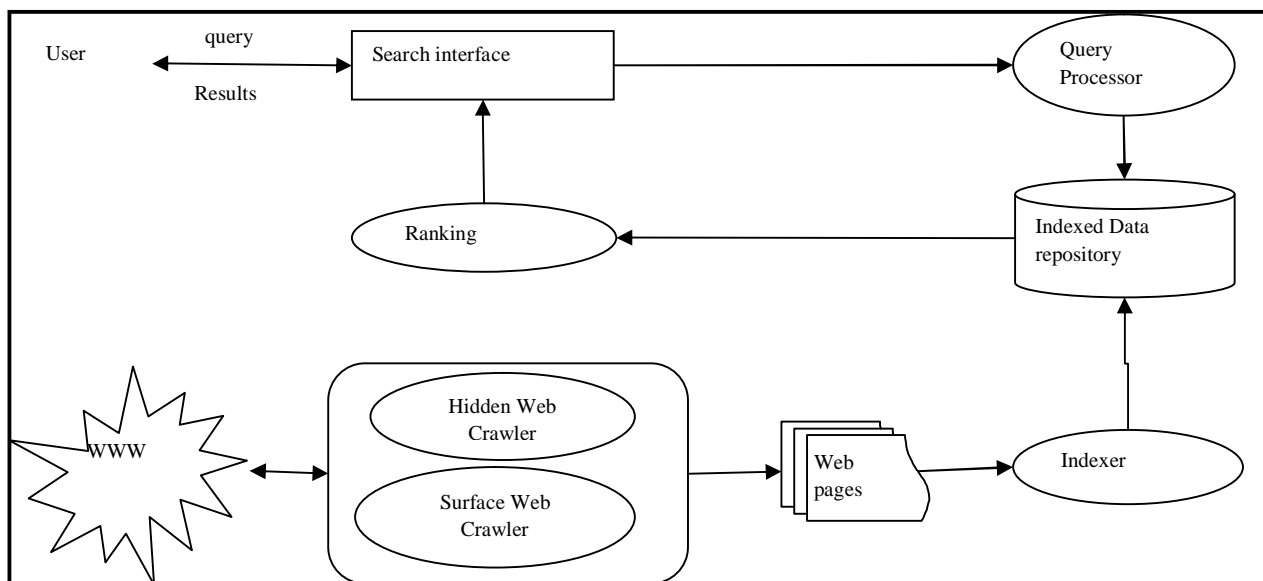 User
query
Results
Search interface
Query
Processor
Ranking
Indexed Data
repository
WWW
Hidden Web
Crawler
Surface Web
Crawler
Web
pages
Indexer